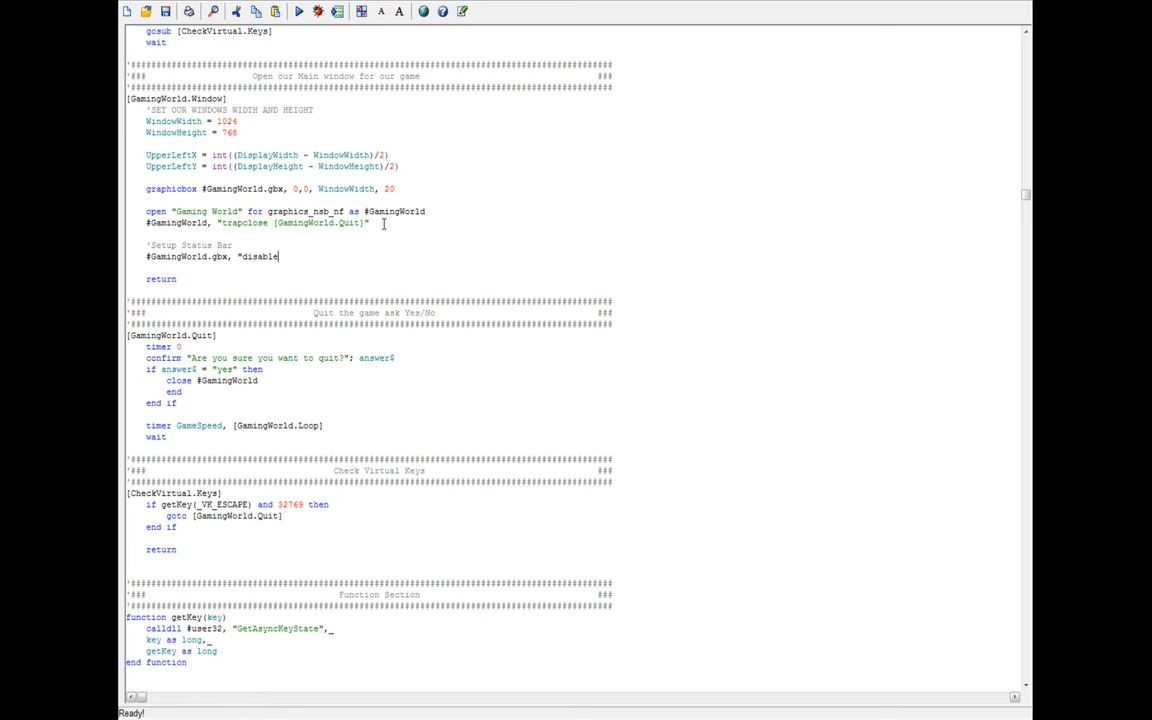 gosub [CheckVirtual.Keys]
wait
'###############################################################################################
'### Open our Main window for our game ###
'###############################################################################################
[GamingWorld.Window]
'SET OUR WINDOWS WIDTH AND HEIGHT
WindowWidth = 1024
WindowHeight = 768
UpperLeftX = int((DisplayWidth - WindowWidth)/2)
UpperLeftY = int((DisplayHeight - WindowHeight)/2)
graphicbox #GamingWorld.gbx, 0,0, WindowWidth, 20
open "Gaming World" for graphics_nsb_nf as #GamingWorld
#GamingWorld, "trapclose [GamingWorld.Quit]"
'Setup Status Bar
#GamingWorld.gbx, "disable
return
'###############################################################################################
'### Quit the game ask Yes/No ###
'###############################################################################################
[GamingWorld.Quit]
timer 0
confirm "Are you sure you want to quit?"; answer$
if answer$ = "yes" then
close #GamingWorld
end
end if
timer GameSpeed, [GamingWorld.Loop]
wait
'###############################################################################################
'### Check Virtual Keys ###
'###############################################################################################
[CheckVirtual.Keys]
if getKey(_VK_ESCAPE) and 32769 then
goto [GamingWorld.Quit]
end if
return
'###############################################################################################
'### Function Section ###
'###############################################################################################
function getKey(key)
calldll #user32, "GetAsyncKeyState",_
key as long,_
getKey as long
end function
Ready!